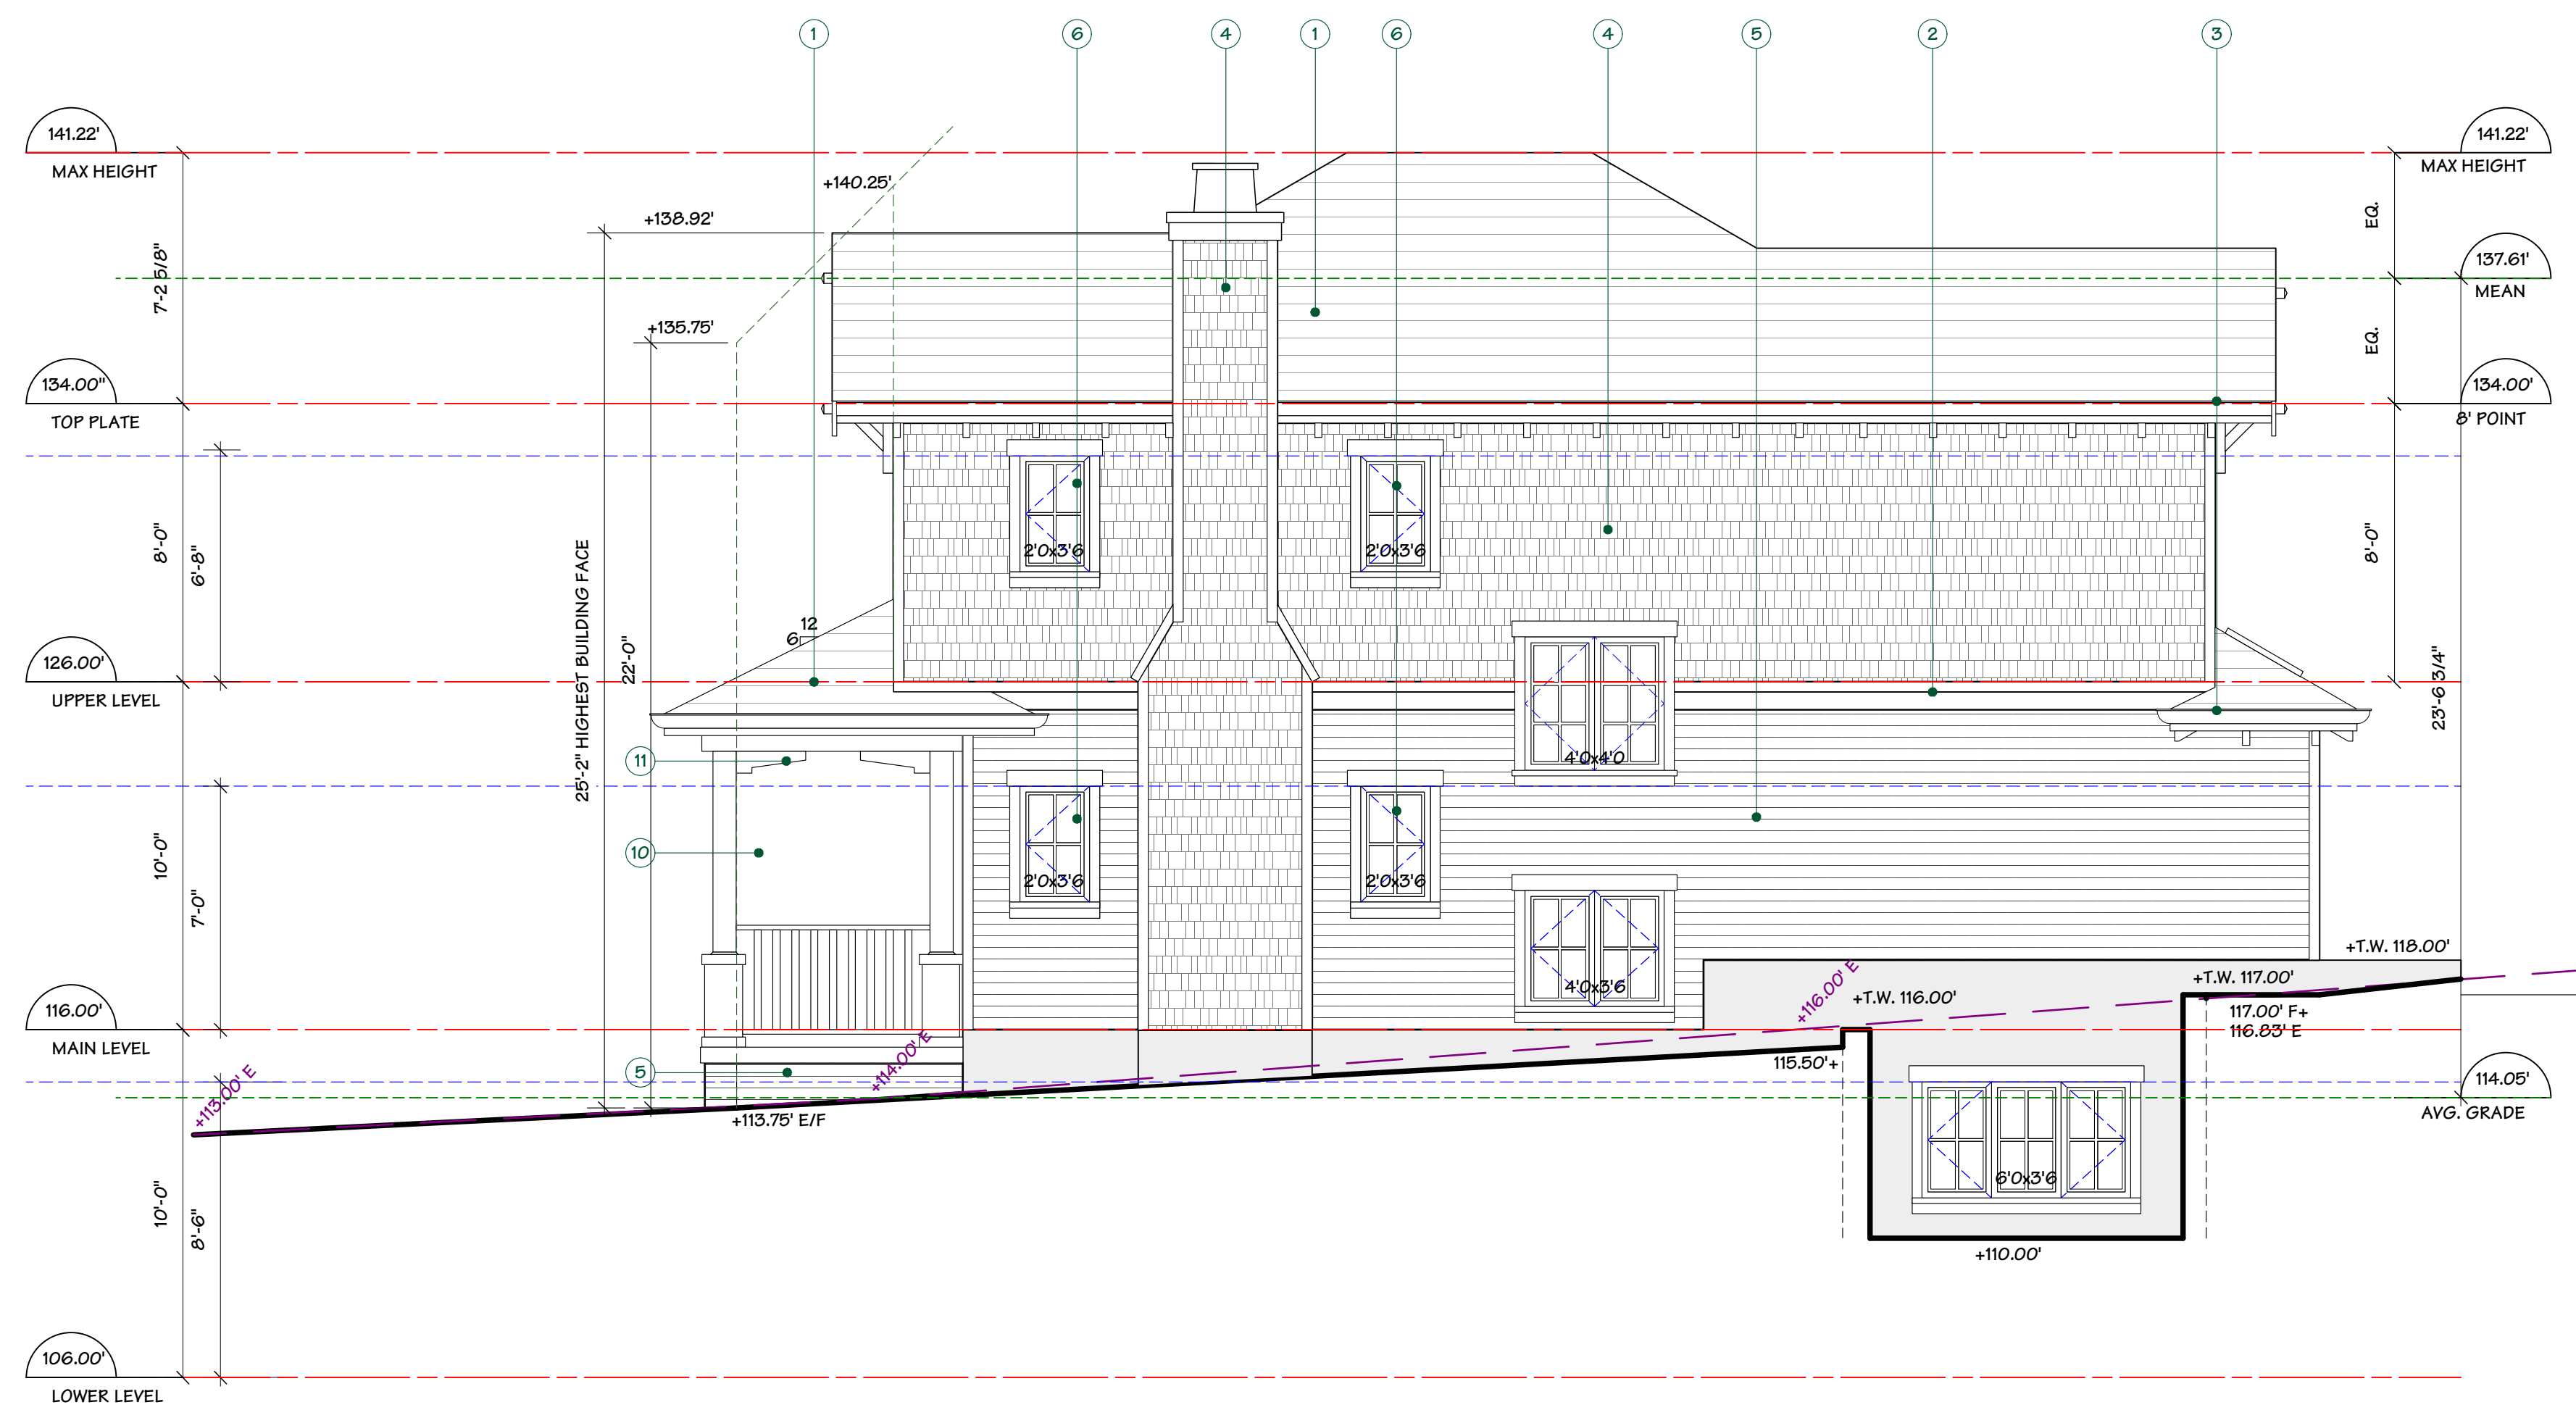 1 6 4 1 6 4 5 2 3
141.22'
MAX HEIGHT
141.22'
MAX HEIGHT
+140.25'
+138.92'
EQ.
7'-2 5/8"
137.61'
MEAN
+135.75'
EQ.
134.00"
TOP PLATE
134.00'
8' POINT
8'-0"
6'-8"
2'0x3'6
2'0x3'6
8'-0"
12
6
126.00'
UPPER LEVEL
25'-2" HIGHEST BUILDING FACE
22'-0"
23'-6 3/4"
4'0x4'0
11
10
10'-0"
7'-0"
2'0x3'6
2'0x3'6
4'0x3'6
+T.W. 118.00'
+T.W. 117.00'
+T.W. 116.00'
+116.00' E
117.00' F+
116.83' E
116.00'
MAIN LEVEL
115.50'+
5
+114.00' E
+113.00' E
+113.75' E/F
114.05'
AVG. GRADE
6'0x3'6
10'-0"
8'-6"
+110.00'
106.00'
LOWER LEVEL